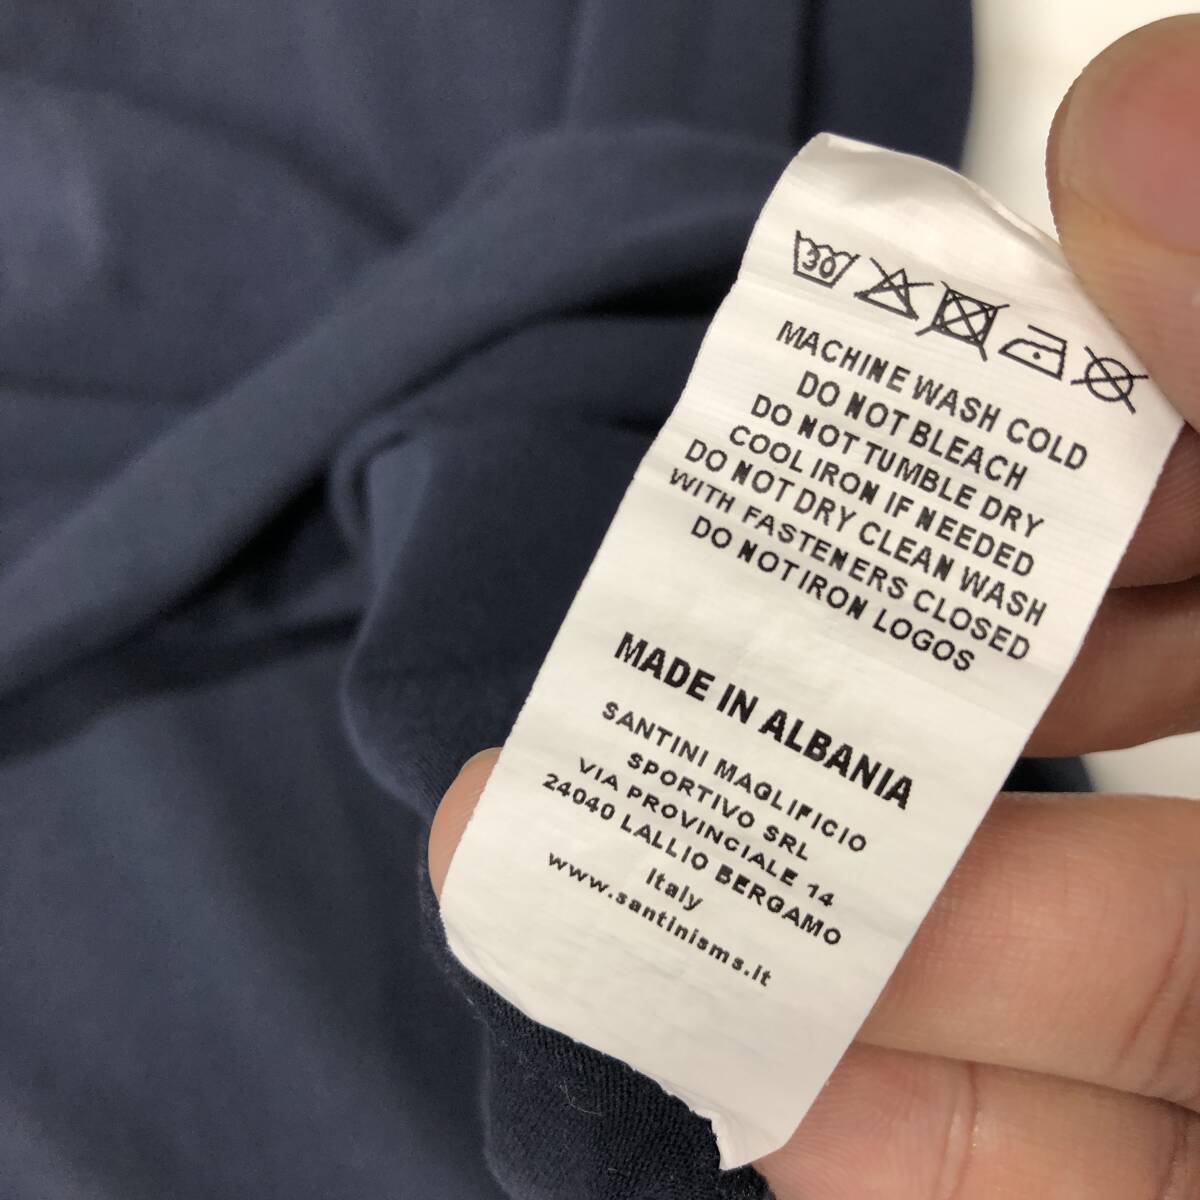 30
MACHINE WASH COLD
DO NOT BLEACH
DO NOT TUMBLE DRY
COOL IRON IF NEEDED
DO NOT DRY CLEAN WASH
WITH FASTENERS CLOSED
DO NOT IRON LOGOS
MADE IN ALBANIA
SANTINI MAGLIFICIO
SPORTIVO SRL
VIA PROVINCIALE 14
24040 LALLIO BERGAMO
Italy
www.santinisms.it